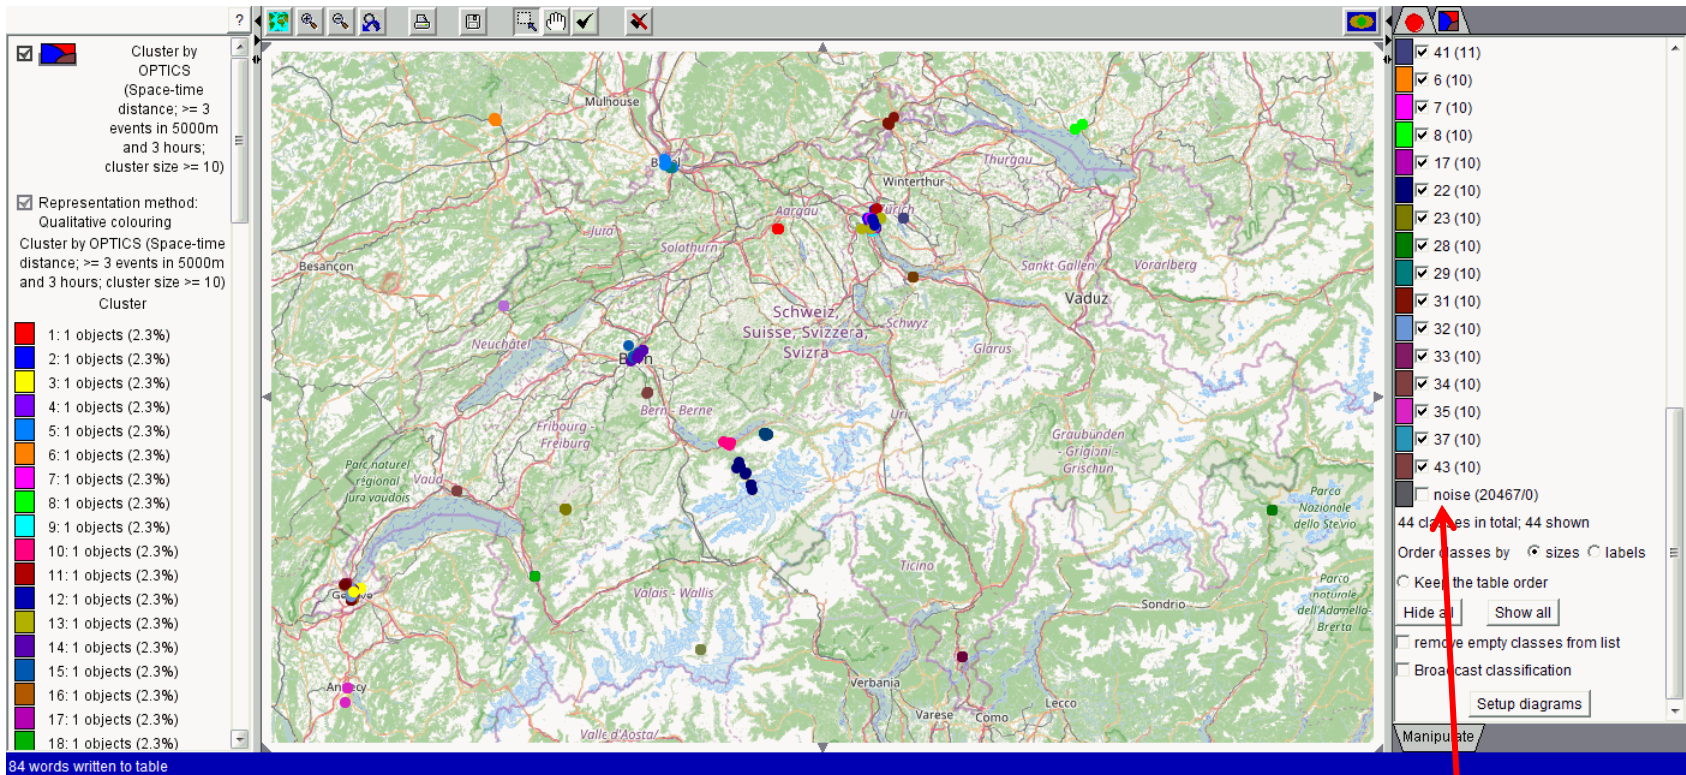 ?
Cluster by
OPTICS
(Space-time
distance; >= 3
events in 5000m
and 3 hours;
cluster size >= 10)
Representation method:
Qualitative colouring
Cluster by OPTICS (Space-time
distance; >= 3 events in 5000m
and 3 hours; cluster size >= 10)
Cluster
1: 1 objects (2.3%)
2: 1 objects (2.3%)
3: 1 objects (2.3%)
4: 1 objects (2.3%)
5: 1 objects (2.3%)
6: 1 objects (2.3%)
7: 1 objects (2.3%)
8: 1 objects (2.3%)
9: 1 objects (2.3%)
10: 1 objects (2.3%)
11: 1 objects (2.3%)
12: 1 objects (2.3%)
13: 1 objects (2.3%)
14: 1 objects (2.3%)
15: 1 objects (2.3%)
16: 1 objects (2.3%)
17: 1 objects (2.3%)
18: 1 objects (2.3%)
Mulhouse
Thurgau
Winterthur
Aargau
Jura
Solothurn
Besançon
Sankt Gallen
Vorarlberg
Vaduz
Schweiz,
Suisse, Svizzera,
Svizra
Schwyz
Neuchâtel
Glarus
Bern - Berne
Uri
Fribourg -
Freiburg
Graubünden
- Grigioni -
Grischun
Parc naturel
régional
Jura vaudois
Vaud
Parco
Nazionale
dello Stelvio
Ticino
Valais - Wallis
Sondrio
Parco
naturale
dell'Adamello-
Brenta
Verbania
Lecco
Varese
Como
Valle d'Aosta/
41 (11)
6 (10)
7 (10)
8 (10)
17 (10)
22 (10)
23 (10)
28 (10)
29 (10)
31 (10)
32 (10)
33 (10)
34 (10)
35 (10)
37 (10)
43 (10)
noise (20467/0)
44 classes in total; 44 shown
Order classes by sizes labels
Keep the table order
Hide all Show all
remove empty classes from list
Broadcast classification
Setup diagrams
Manipulate
84 words written to table